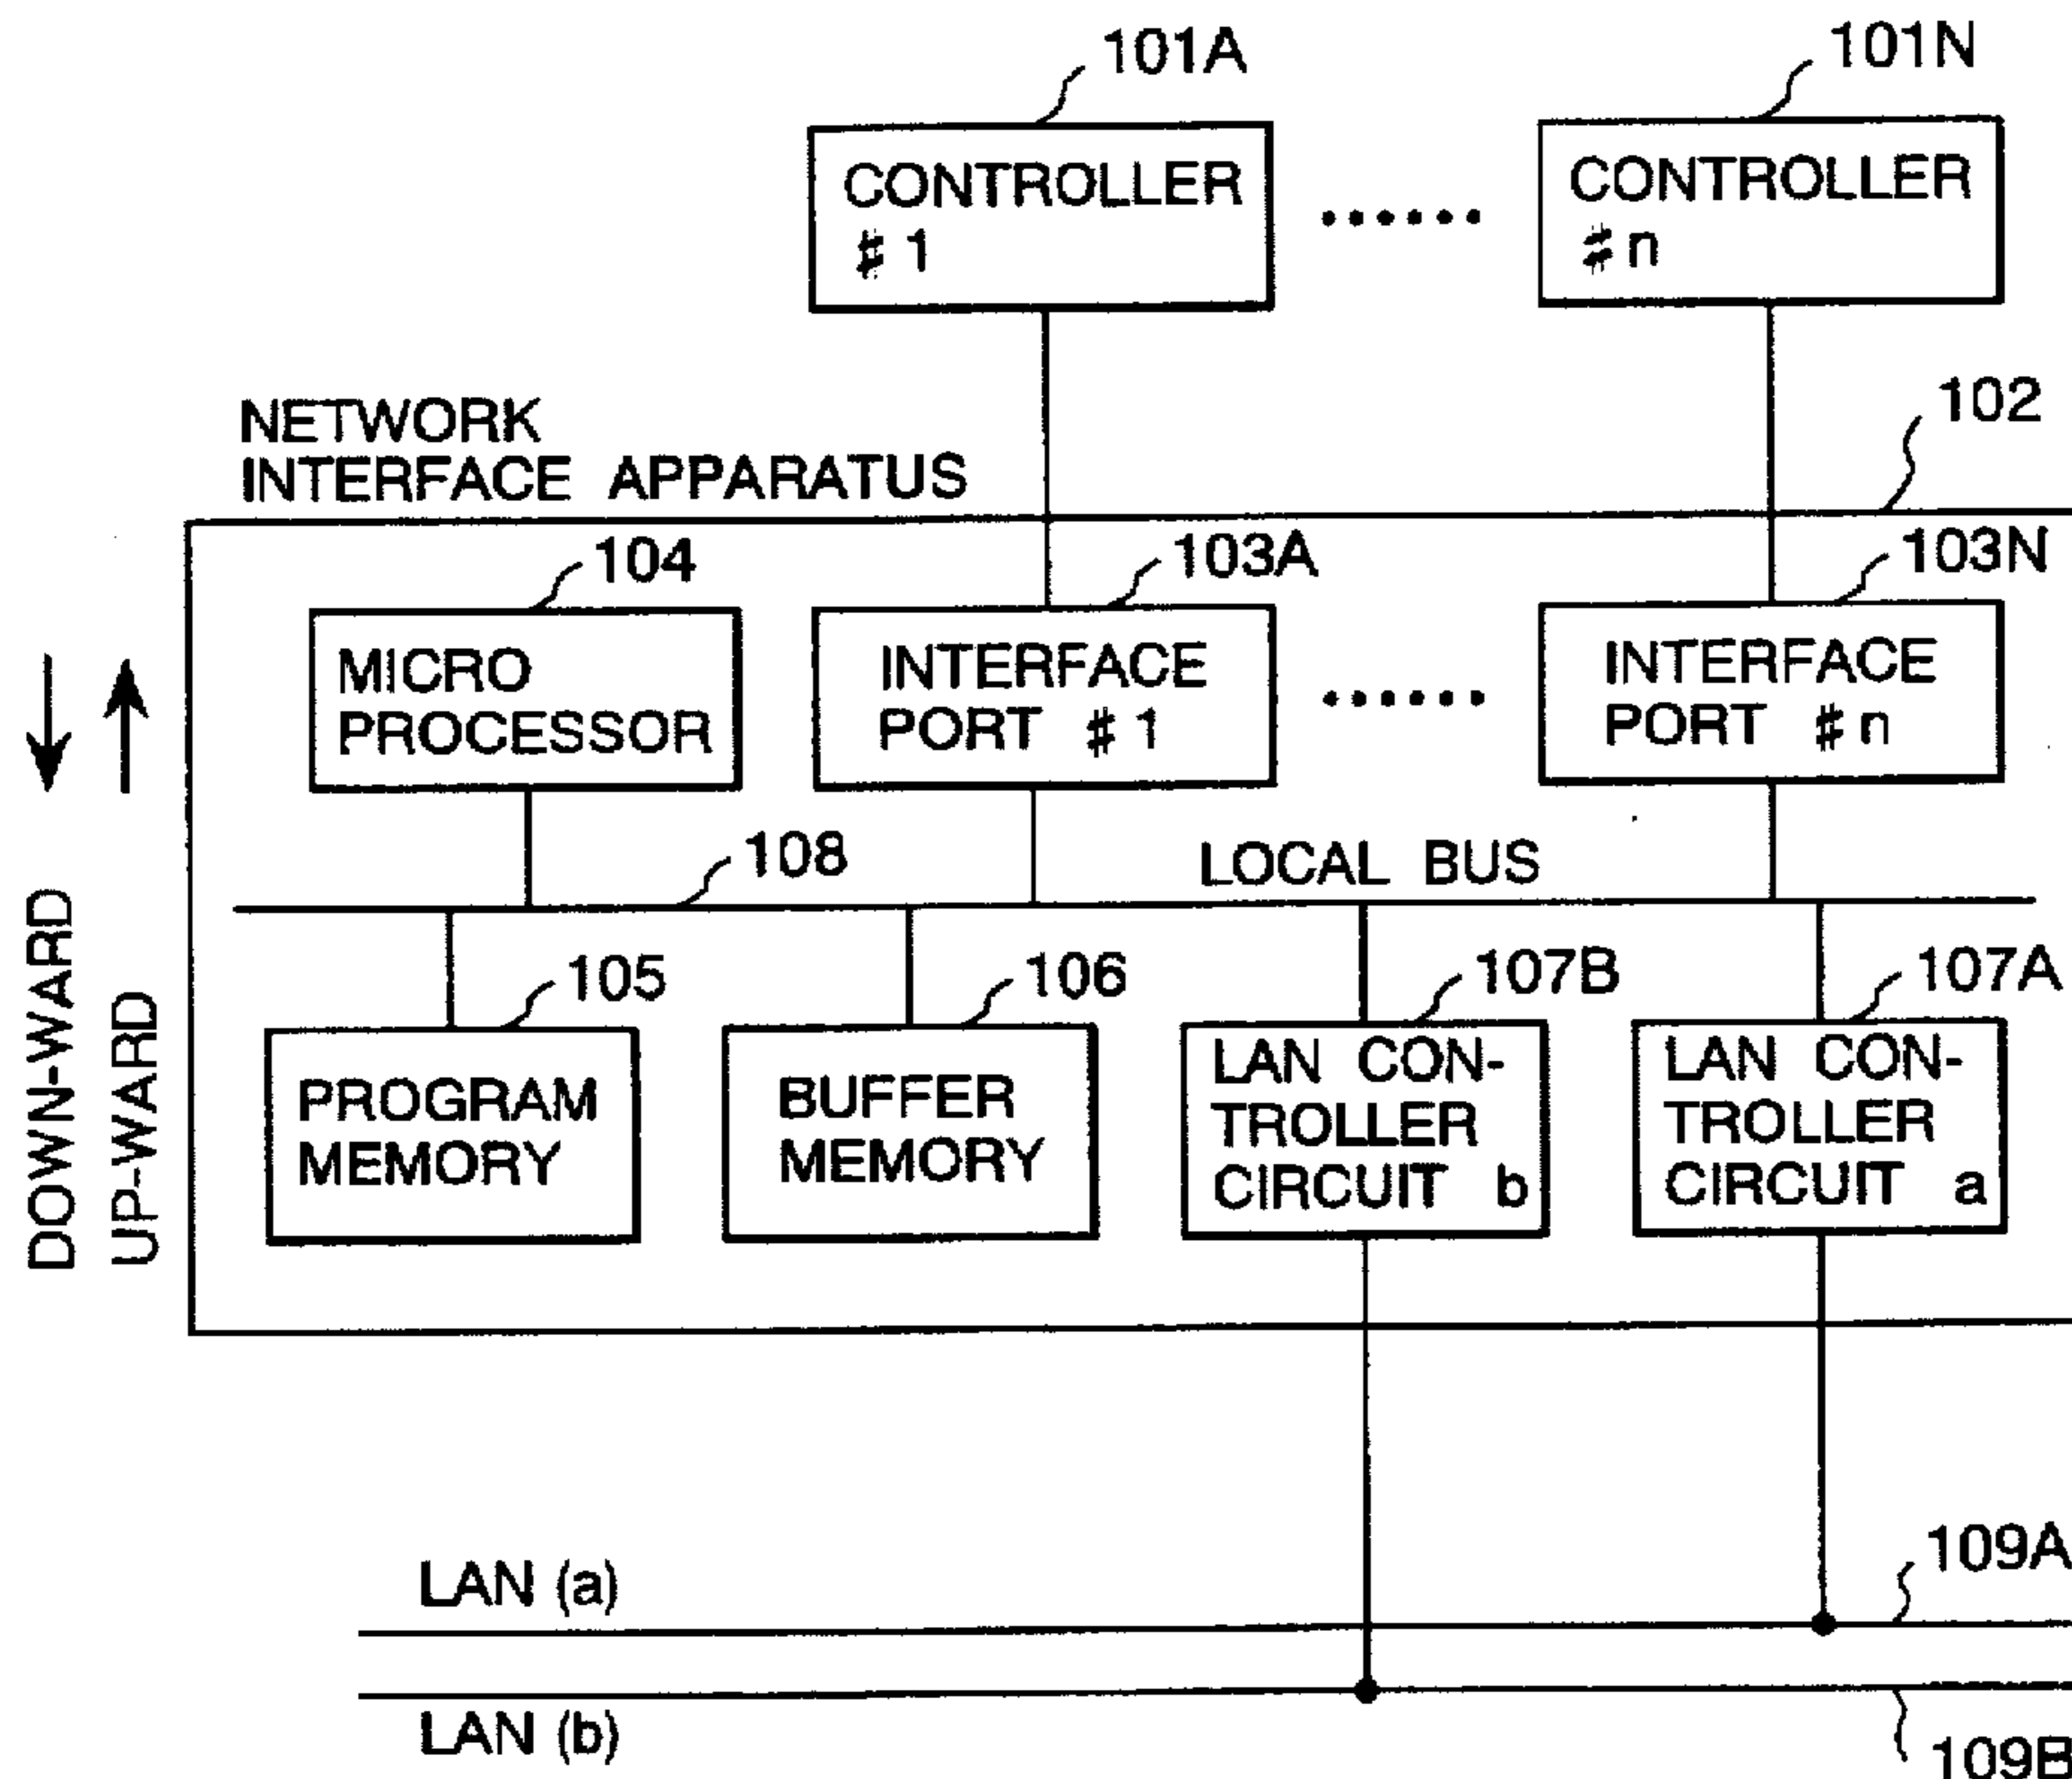 101A
101N
CONTROLLER
# 1
......
CONTROLLER
# n
102
NETWORK
INTERFACE APPARATUS
104
103A
103N
MICRO
PROCESSOR
INTERFACE
PORT # 1
......
INTERFACE
PORT # n
DOWN-WARD
UP-WARD
108
LOCAL BUS
105
106
107B
107A
PROGRAM
MEMORY
BUFFER
MEMORY
LAN CON-
TROLLER
CIRCUIT b
LAN CON-
TROLLER
CIRCUIT a
LAN (a)
109A
LAN (b)
109B